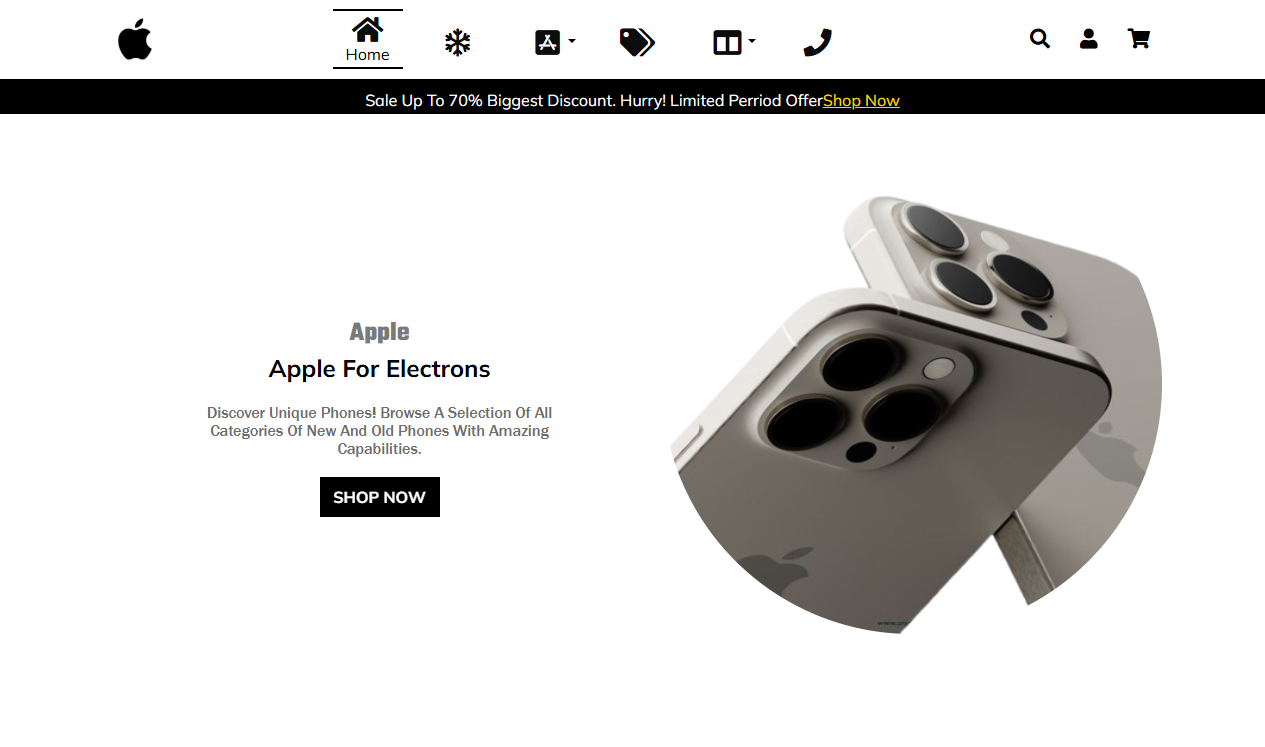 Home
Sale Up To 70% Biggest Discount. Hurry! Limited Perriod OfferShop Now
Apple
Apple For Electrons
Discover Unique Phones! Browse A Selection Of All
Categories Of New And Old Phones With Amazing
Capabilities.
SHOP NOW